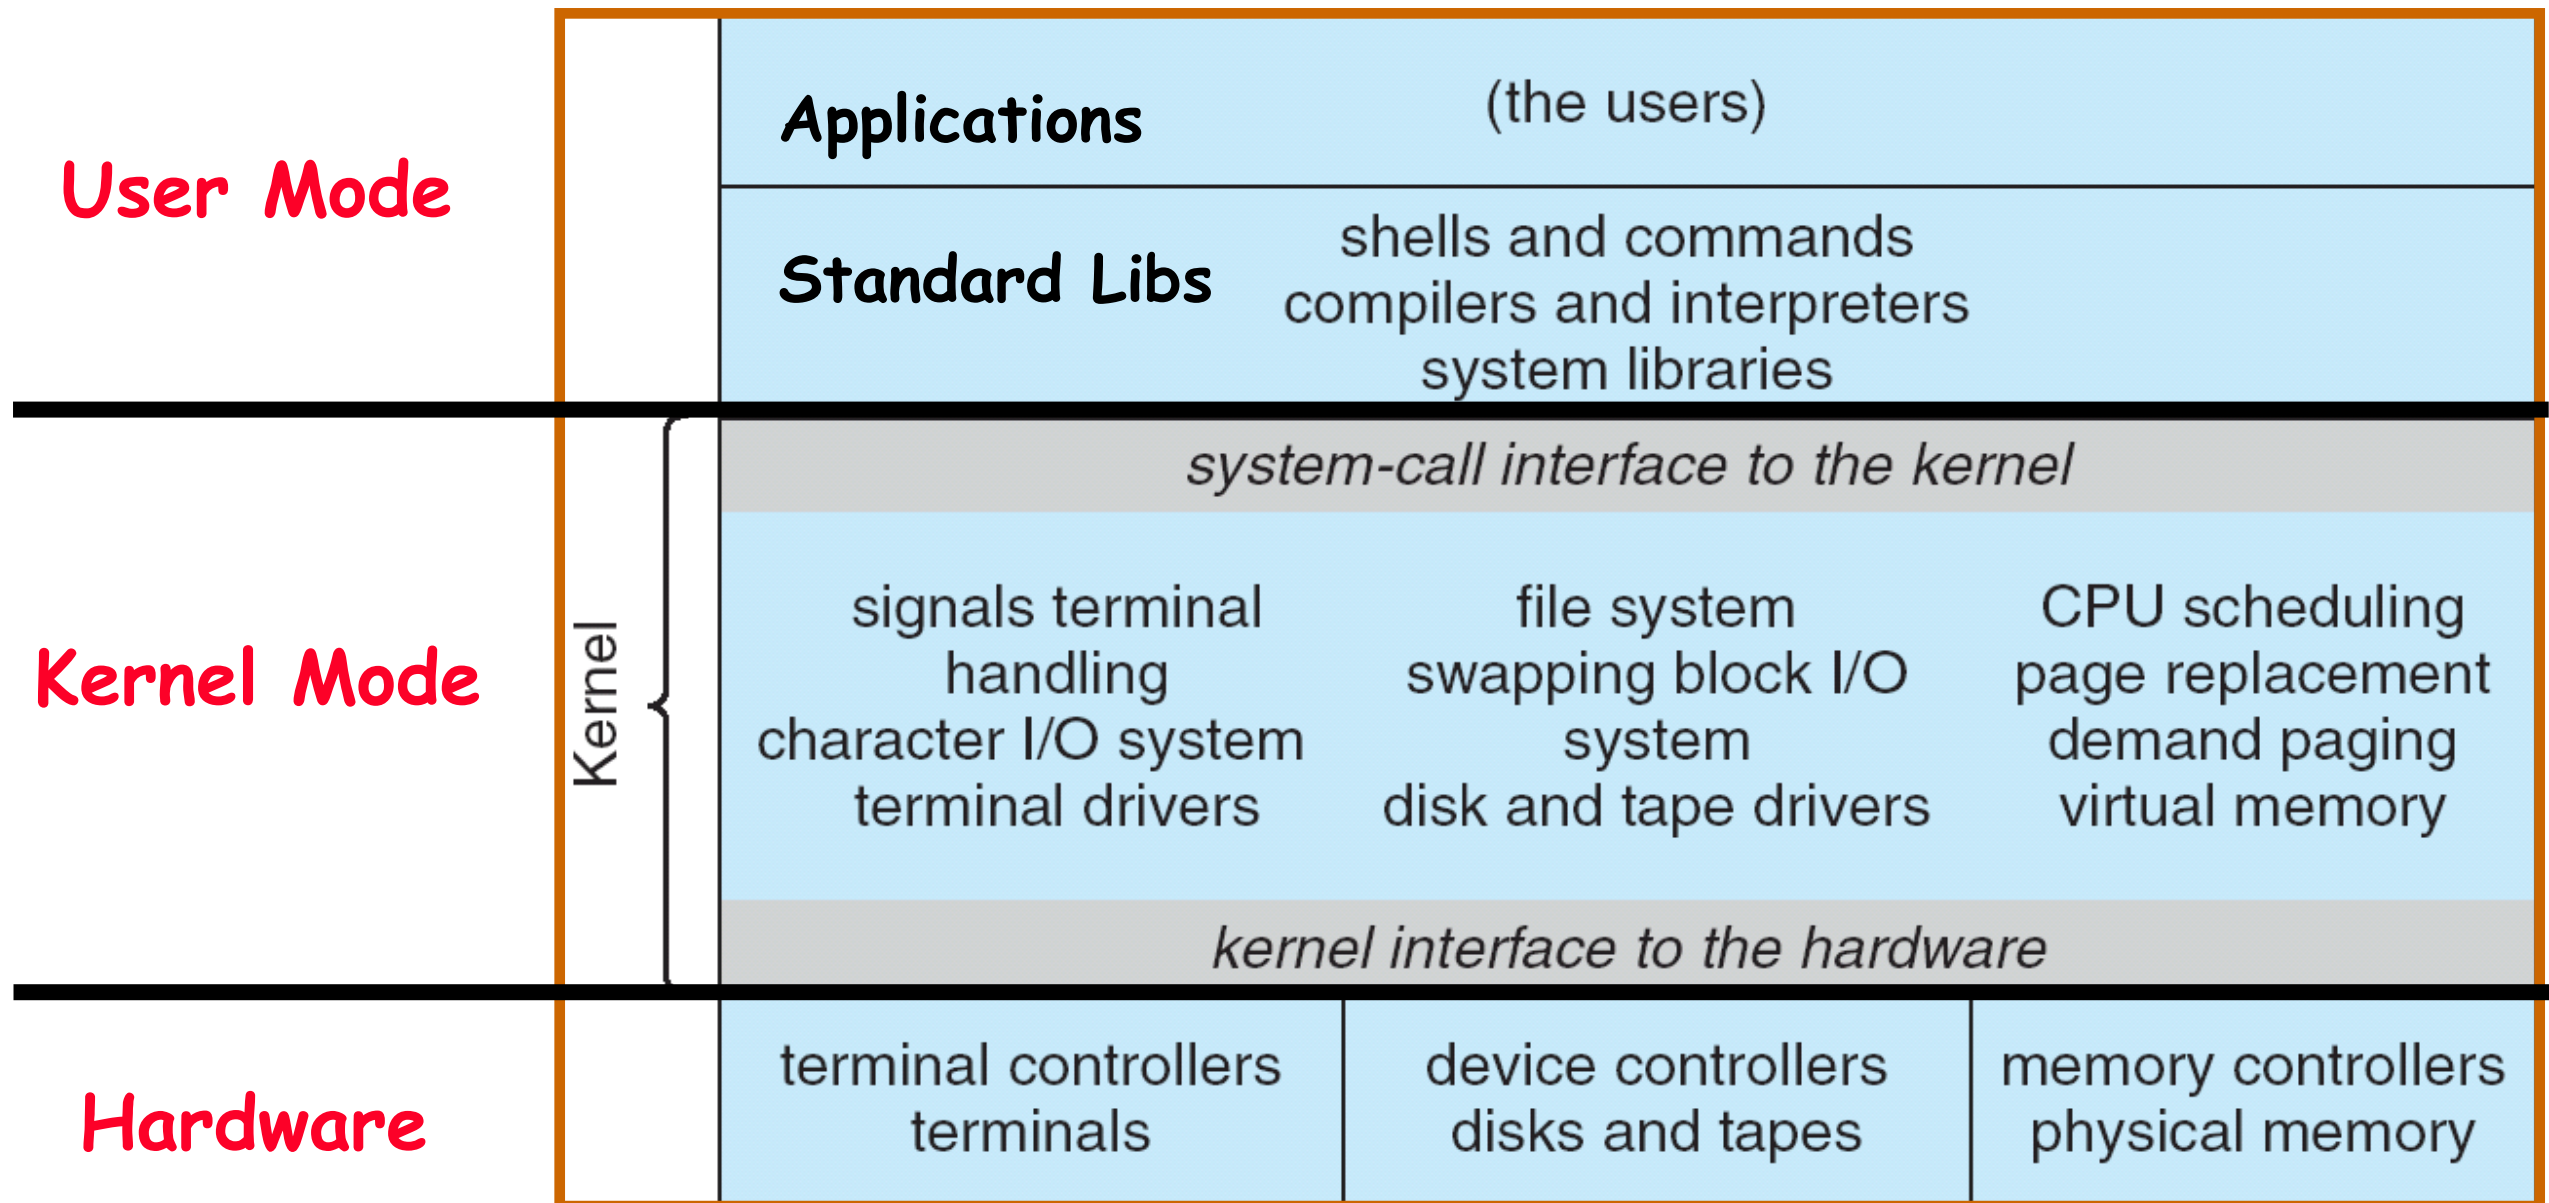 User Mode
Applications
(the users)
Standard Libs
shells and commands
compilers and interpreters
system libraries
Kernel Mode
Kernel
system-call interface to the kernel
signals terminal
handling
character I/O system
terminal drivers
file system
swapping block I/O
system
disk and tape drivers
CPU scheduling
page replacement
demand paging
virtual memory
kernel interface to the hardware
Hardware
terminal controllers
terminals
device controllers
disks and tapes
memory controllers
physical memory